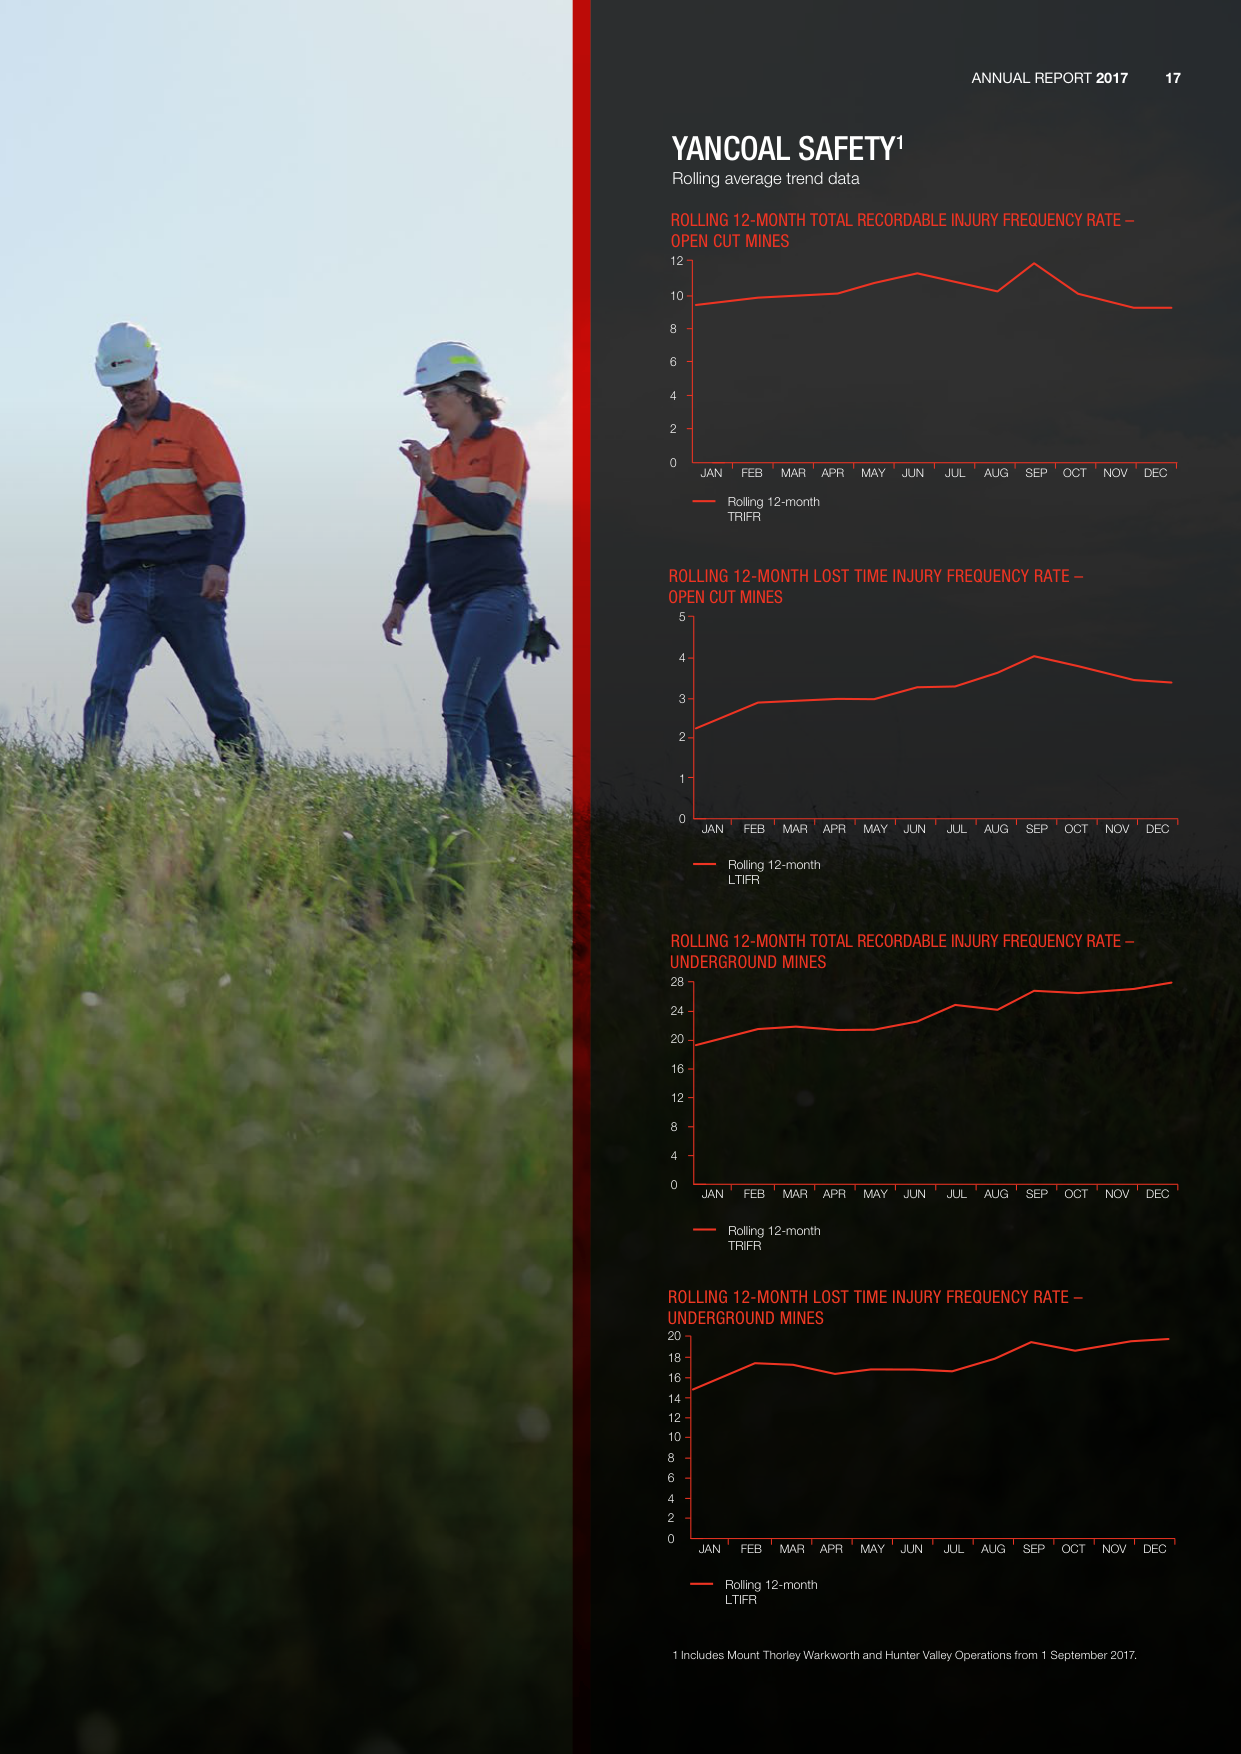 ANNUAL REPORT 2017 17
YANCOAL SAFETY1
Rolling average trend data
ROLLING 12-MONTH TOTAL RECORDABLE INJURY FREQUENCY RATE –
OPEN CUT MINES
12
10
8
6
4
2
0
JAN FEB MAR APR MAY JUN JUL AUG SEP OCT NOV DEC
Rolling 12-month
TRIFR
ROLLING 12-MONTH LOST TIME INJURY FREQUENCY RATE –
OPEN CUT MINES
5
4
3
2
1
0
JAN FEB MAR APR MAY JUN JUL AUG SEP OCT NOV DEC
Rolling 12-month
LTIFR
ROLLING 12-MONTH TOTAL RECORDABLE INJURY FREQUENCY RATE –
UNDERGROUND MINES
28
24
20
16
12
8
4
0
JAN FEB MAR APR MAY JUN JUL AUG SEP OCT NOV DEC
Rolling 12-month
TRIFR
ROLLING 12-MONTH LOST TIME INJURY FREQUENCY RATE –
UNDERGROUND MINES
20
18
16
14
12
10
8
6
4
2
0
JAN FEB MAR APR MAY JUN JUL AUG SEP OCT NOV DEC
Rolling 12-month
LTIFR
1 Includes Mount Thorley Warkworth and Hunter Valley Operations from 1 September 2017.